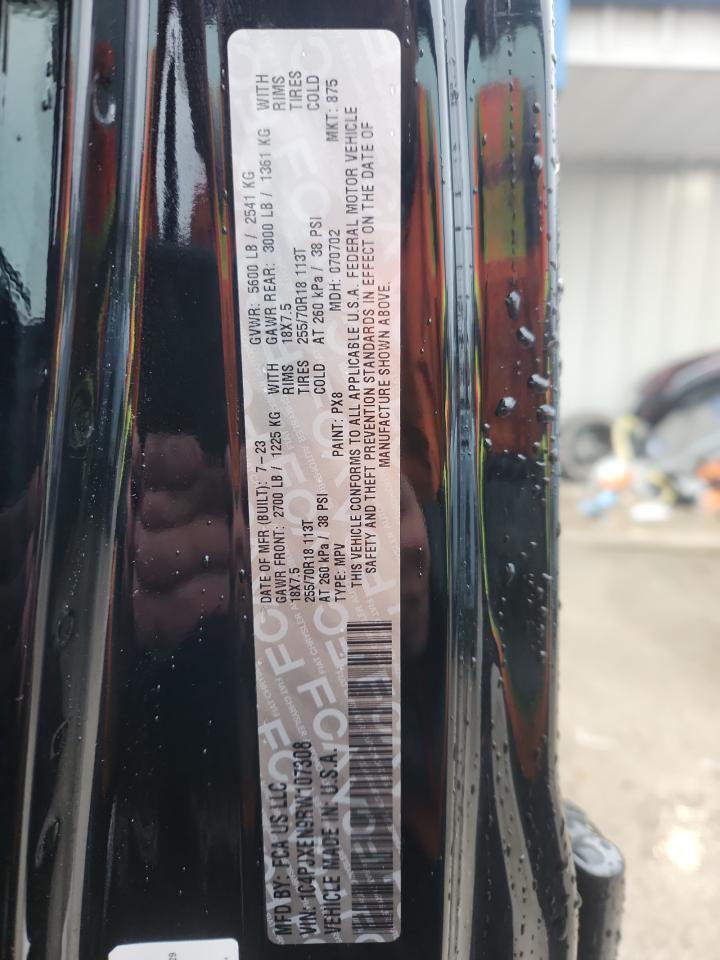 MFD BY: FCA US LLC
VIN: 1C4PJXEN5RW107308
VEHICLE MADE IN: U.S.A.
DATE OF MFR (BUILT): 7-23
GVWR: 5600 LB / 2541 KG
GAWR FRONT: 2700 LB / 1225 KG WITH
GAWR REAR: 3000 LB / 1361 KG WITH
18X7.5 RIMS
18X7.5 RIMS
255/70R18 113T TIRES
255/70R18 113T TIRES
AT 260 kPa / 38 PSI COLD
AT 260 kPa / 38 PSI COLD
TYPE: MPV PAINT: PX8 MDH: 070702 MKT: 875
THIS VEHICLE CONFORMS TO ALL APPLICABLE U.S.A. FEDERAL MOTOR VEHICLE
SAFETY AND THEFT PREVENTION STANDARDS IN EFFECT ON THE DATE OF
MANUFACTURE SHOWN ABOVE.